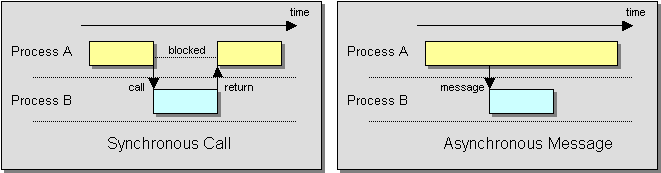 time
Process A
blocked
call
return
Process B
Synchronous Call
time
Process A
message
Process B
Asynchronous Message